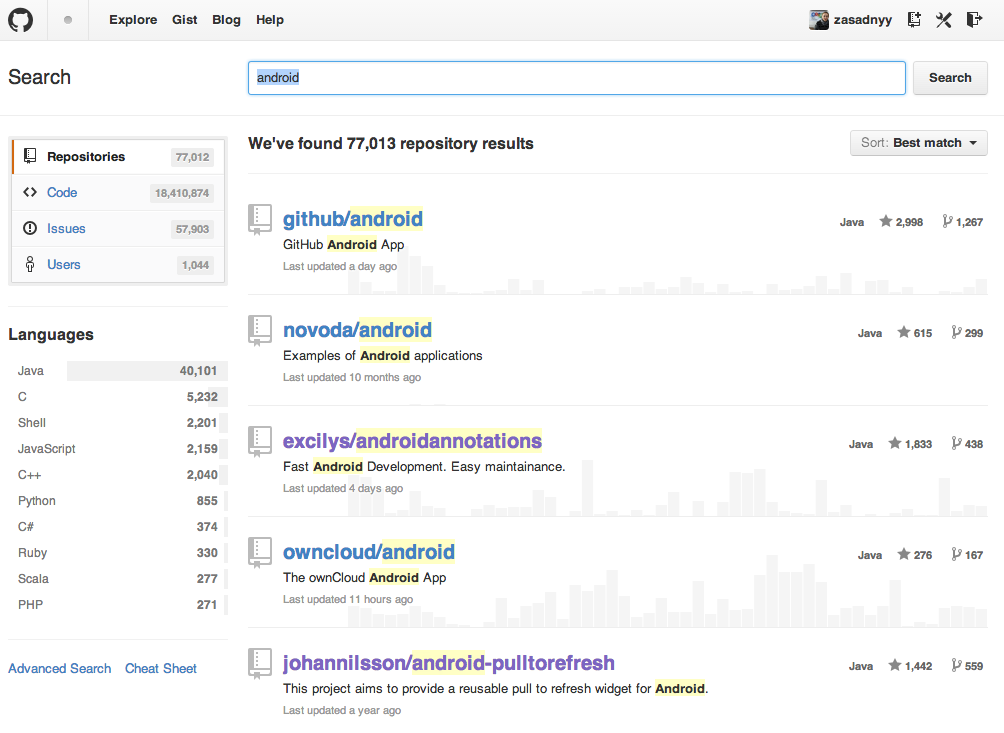 Explore Gist Blog Help zasadnyy
Search android Search
Repositories 77,012
Code 18,410,874
Issues 57,903
Users 1,044
Languages
Java 40,101
C 5,232
Shell 2,201
JavaScript 2,159
C++ 2,040
Python 855
C# 374
Ruby 330
Scala 277
PHP 271
Advanced Search Cheat Sheet
We've found 77,013 repository results Sort: Best match
github/android Java 2,998 1,267
GitHub Android App
Last updated a day ago
novoda/android Java 615 299
Examples of Android applications
Last updated 10 months ago
excilys/androidannotations Java 1,833 438
Fast Android Development. Easy maintainance.
Last updated 4 days ago
owncloud/android Java 276 167
The ownCloud Android App
Last updated 11 hours ago
johannilsson/android-pulltorefresh Java 1,442 559
This project aims to provide a reusable pull to refresh widget for Android.
Last updated a year ago